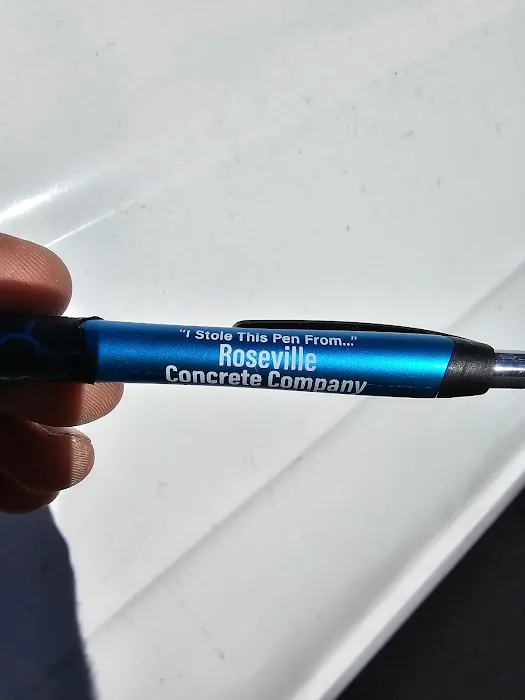 "I Stole This Pen From..."
Roseville
Concrete Company